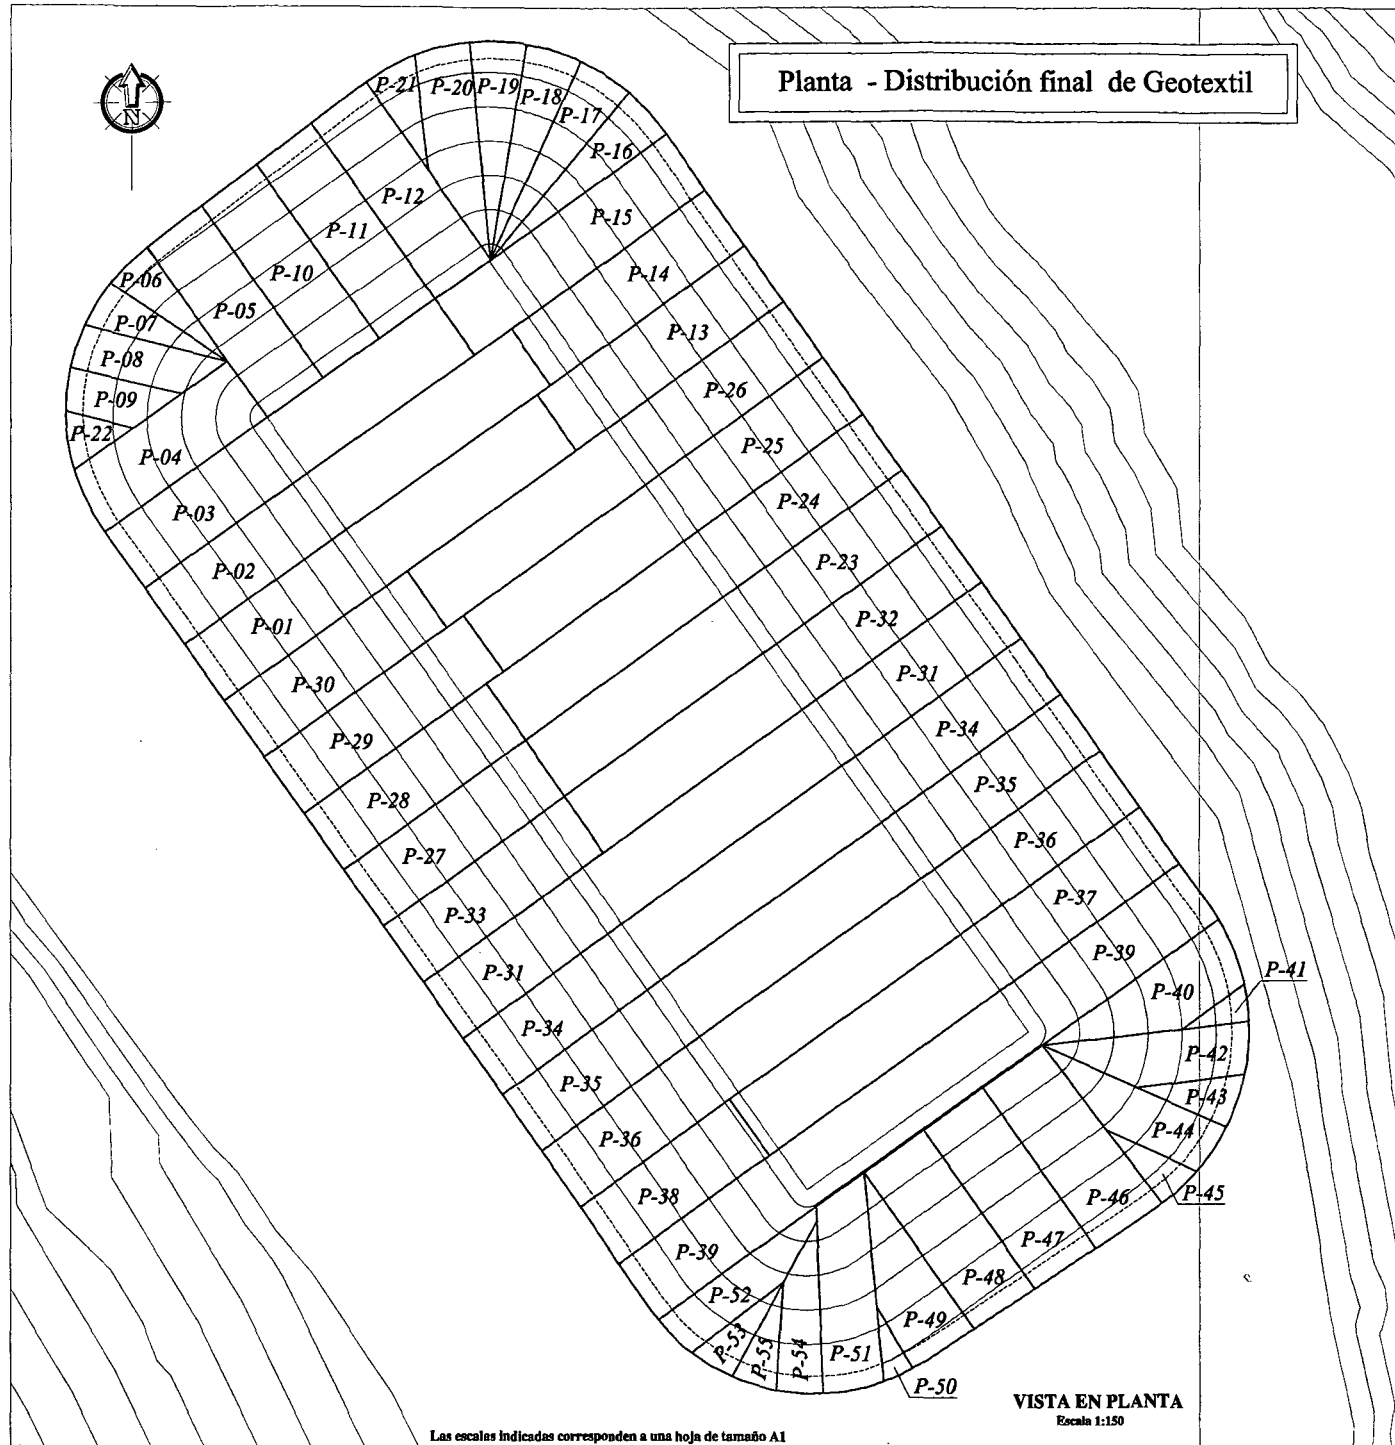 Planta - Distribución final de Geotextil
N
P-21
P-20
P-19
P-18
P-17
P-16
P-12
P-15
P-11
P-14
P-10
P-06
P-05
P-13
P-07
P-08
P-26
P-09
P-22
P-25
P-04
P-24
P-03
P-23
P-02
P-32
P-01
P-31
P-30
P-34
P-29
P-35
P-28
P-36
P-27
P-37
P-33
P-39
P-31
P-41
P-40
P-34
P-42
P-35
P-43
P-44
P-36
P-45
P-46
P-38
P-47
P-39
P-48
P-52
P-49
P-53
P-55
P-54
P-51
P-50
VISTA EN PLANTA
Escala 1:150
Las escalas indicadas corresponden a una hoja de tamaño A1